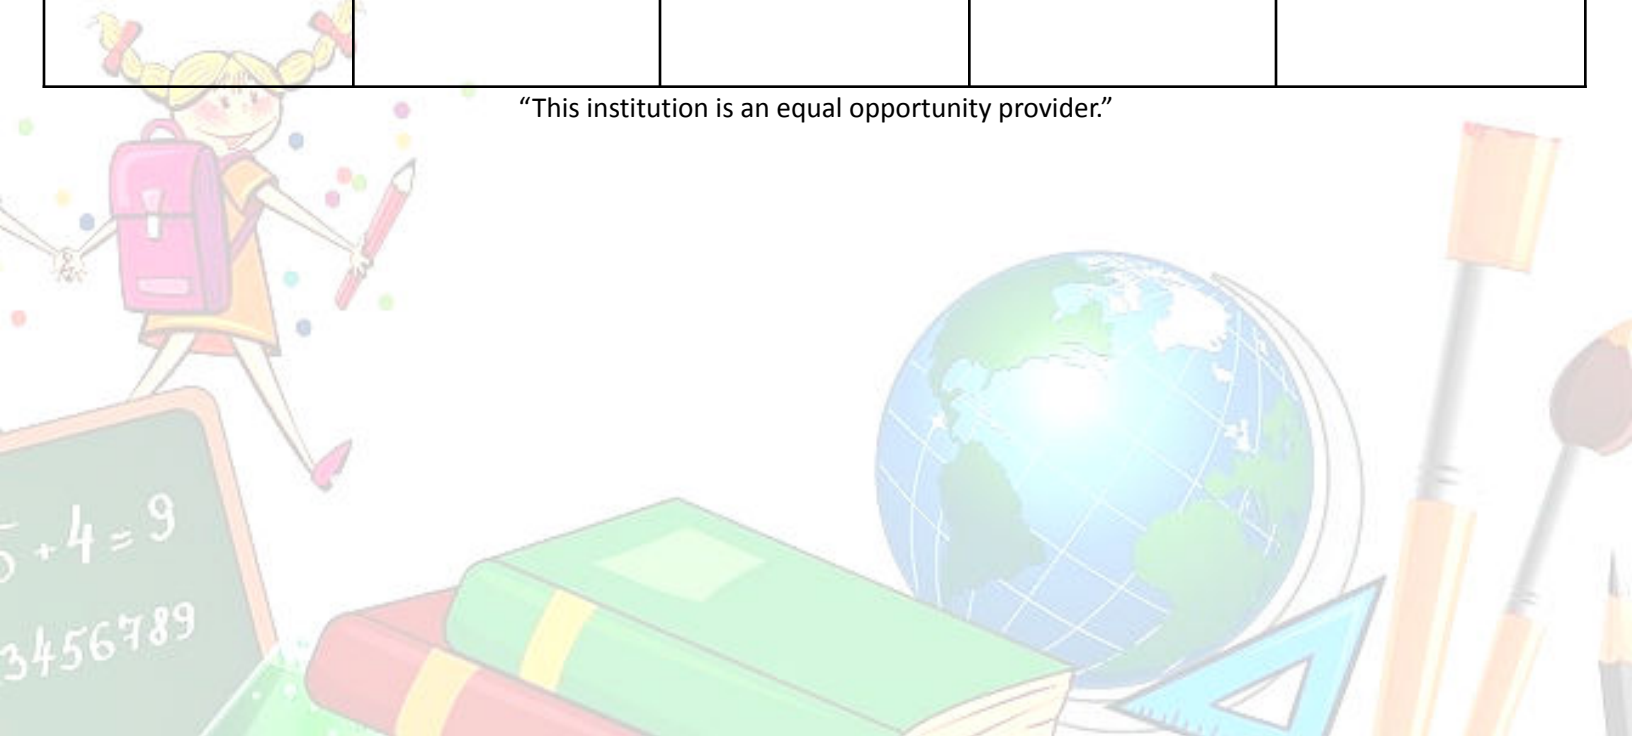 “This institution is an equal opportunity provider.”
5 + 4 = 9
3456789